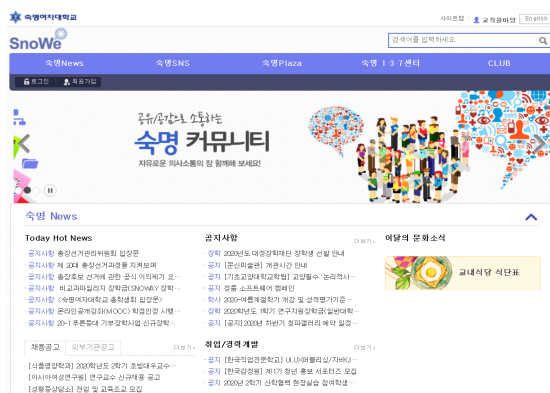 숙명여자대학교
사이트맵
교직원마당
English
SnoWe
검색어를 입력하세요
숙명News
숙명SNS
숙명Plaza
숙명 1·3·7센터
CLUB
로그인
회원가입
공유/공감으로 소통하는
숙명 커뮤니티
자유로운 의사소통의 장 함께해 보세요!
숙명 News
Today Hot News
공지사항 총장선거관리위원회 입장문
공지사항 제 20대 총장선거과정을 지켜보며
공지사항 총장후보 선거에 관한 공식 이의제기 요…
공지사항 비교과마일리지 장학금(SNOWAY 장학…
공지사항 <숙명여자대학교 총학생회 입장문>
공지사항 온라인공개강좌(MOOC) 학점인정 시행…
공지사항 20-1 푸른등대 기부장학사업 신규장학…
공지사항
더보기
장학 2020년도 대경장학재단 장학생 선발 안내
공지 [문신미술관] 개관시간 안내
공지 [기초교양대학교학팀] 교양필수 '논리적사…
공지 정품 소프트웨어 캠페인
학사 2020-여름계절학기 개강 및 성적평가기준…
장학 2020학년도 1학기 연구지원장학금(일반대학…
공지 [공지]2020년 하반기 청파갤러리 예약 일정…
이달의 문화소식
교내식당 식단표
채용공고
외부기관공고
더보기
[식품영양학과] 2020학년도 2학기 초빙대우교수…
[아시아여성연구원] 연구교수 신규채용 공고
[성평등상담소] 전임 및 교육조교 모집
취업/경력개발
더보기
공지 [한국직업전문학교] UI,UX퍼블리싱/자바(J…
공지 [한국감정원] 제1기 청년 홍보 서포터즈 모집
공지 2020년 2학기 산학협력 현장실습 참여학생…